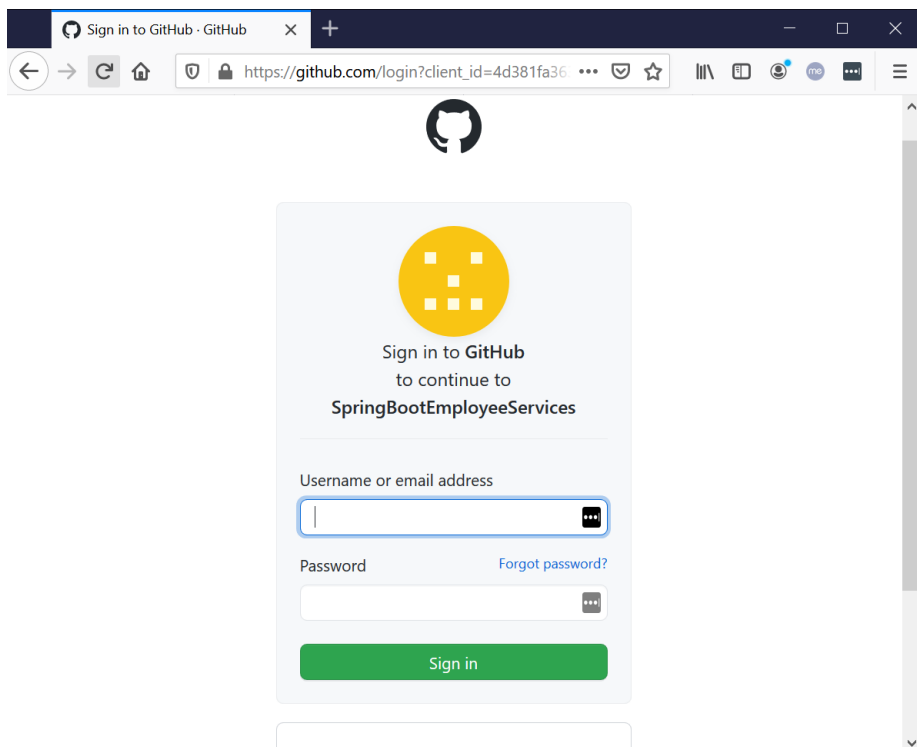 Sign in to GitHub · GitHub
https://github.com/login?client_id=4d381fa36
me
Sign in to GitHub
to continue to
SpringBootEmployeeServices
Username or email address
Password
Forgot password?
Sign in